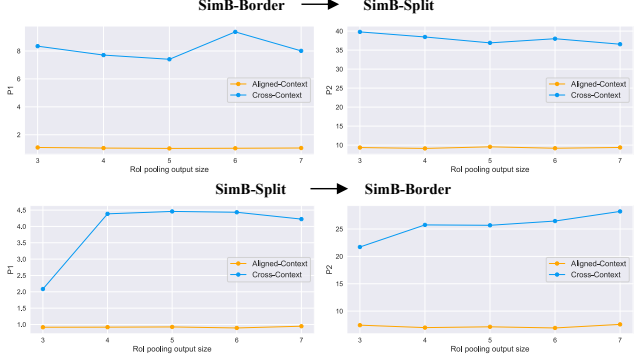 SimB-Border → SimB-Split
P1
8
6
4
2
Aligned-Context
Cross-Context
3 4 5 6 7
RoI pooling output size
P2
40
35
30
25
20
15
10
Aligned-Context
Cross-Context
3 4 5 6 7
RoI pooling output size
SimB-Split → SimB-Border
P1
4.5
4.0
3.5
3.0
2.5
2.0
1.5
1.0
Aligned-Context
Cross-Context
3 4 5 6 7
RoI pooling output size
P2
25
20
15
10
Aligned-Context
Cross-Context
3 4 5 6 7
RoI pooling output size